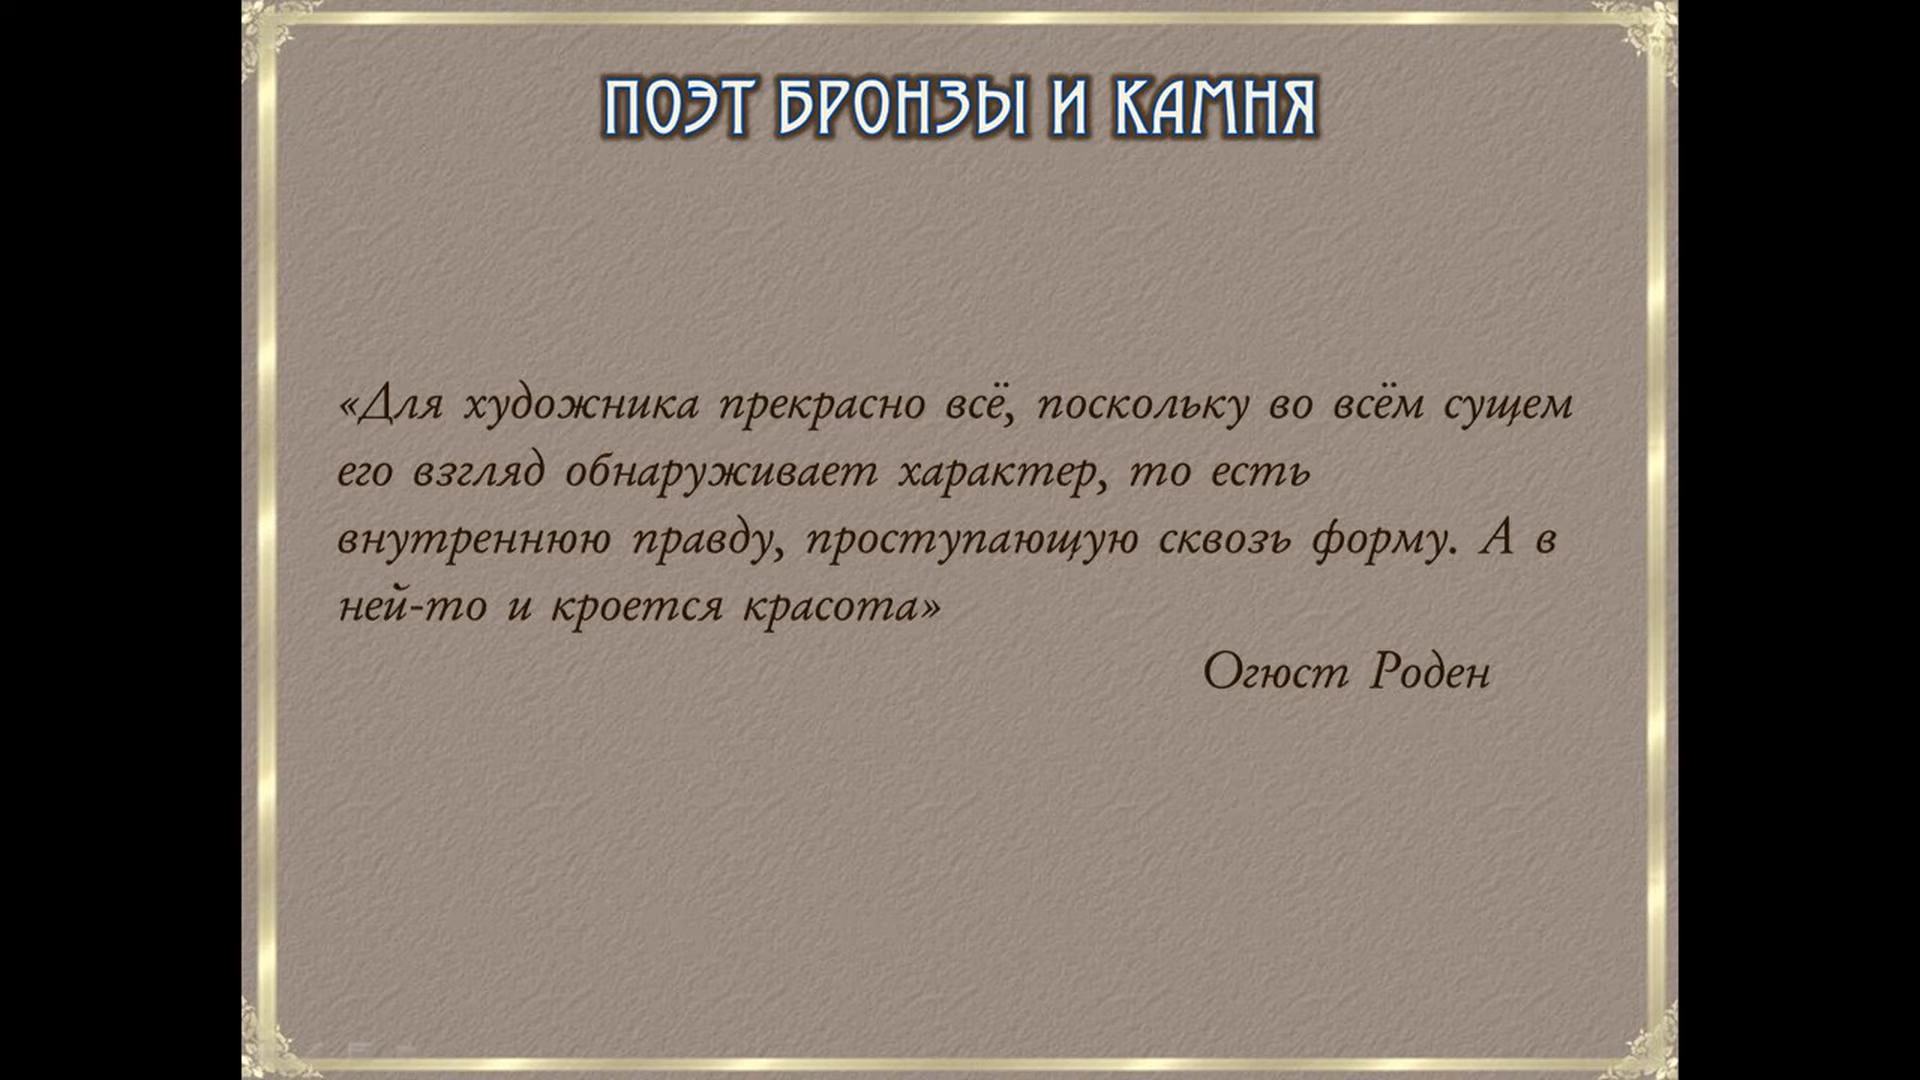 ПОЭТ БРОНЗЫ И КАМНЯ
«Для художника прекрасно всё, поскольку во всём сущем
его взгляд обнаруживает характер, то есть
внутреннюю правду, проступающую сквозь форму. А в
ней-то и кроется красота»
Огюст Роден